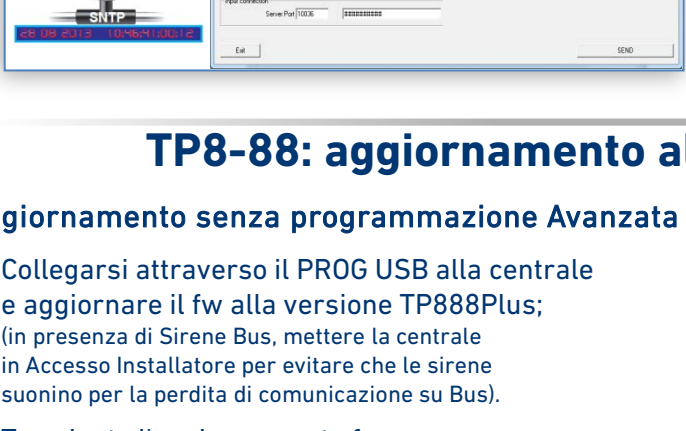 Input connection
Server Port 10036 ##########
SNTP
28 08 2013 10:46:41:00:12
Exit SEND
TP8-88: aggiornamento al
giornamento senza programmazione Avanzata
Collegarsi attraverso il PROG USB alla centrale
e aggiornare il fw alla versione TP888Plus;
(in presenza di Sirene Bus, mettere la centrale
in Accesso Installatore per evitare che le sirene
suonino per la perdita di comunicazione su Bus).